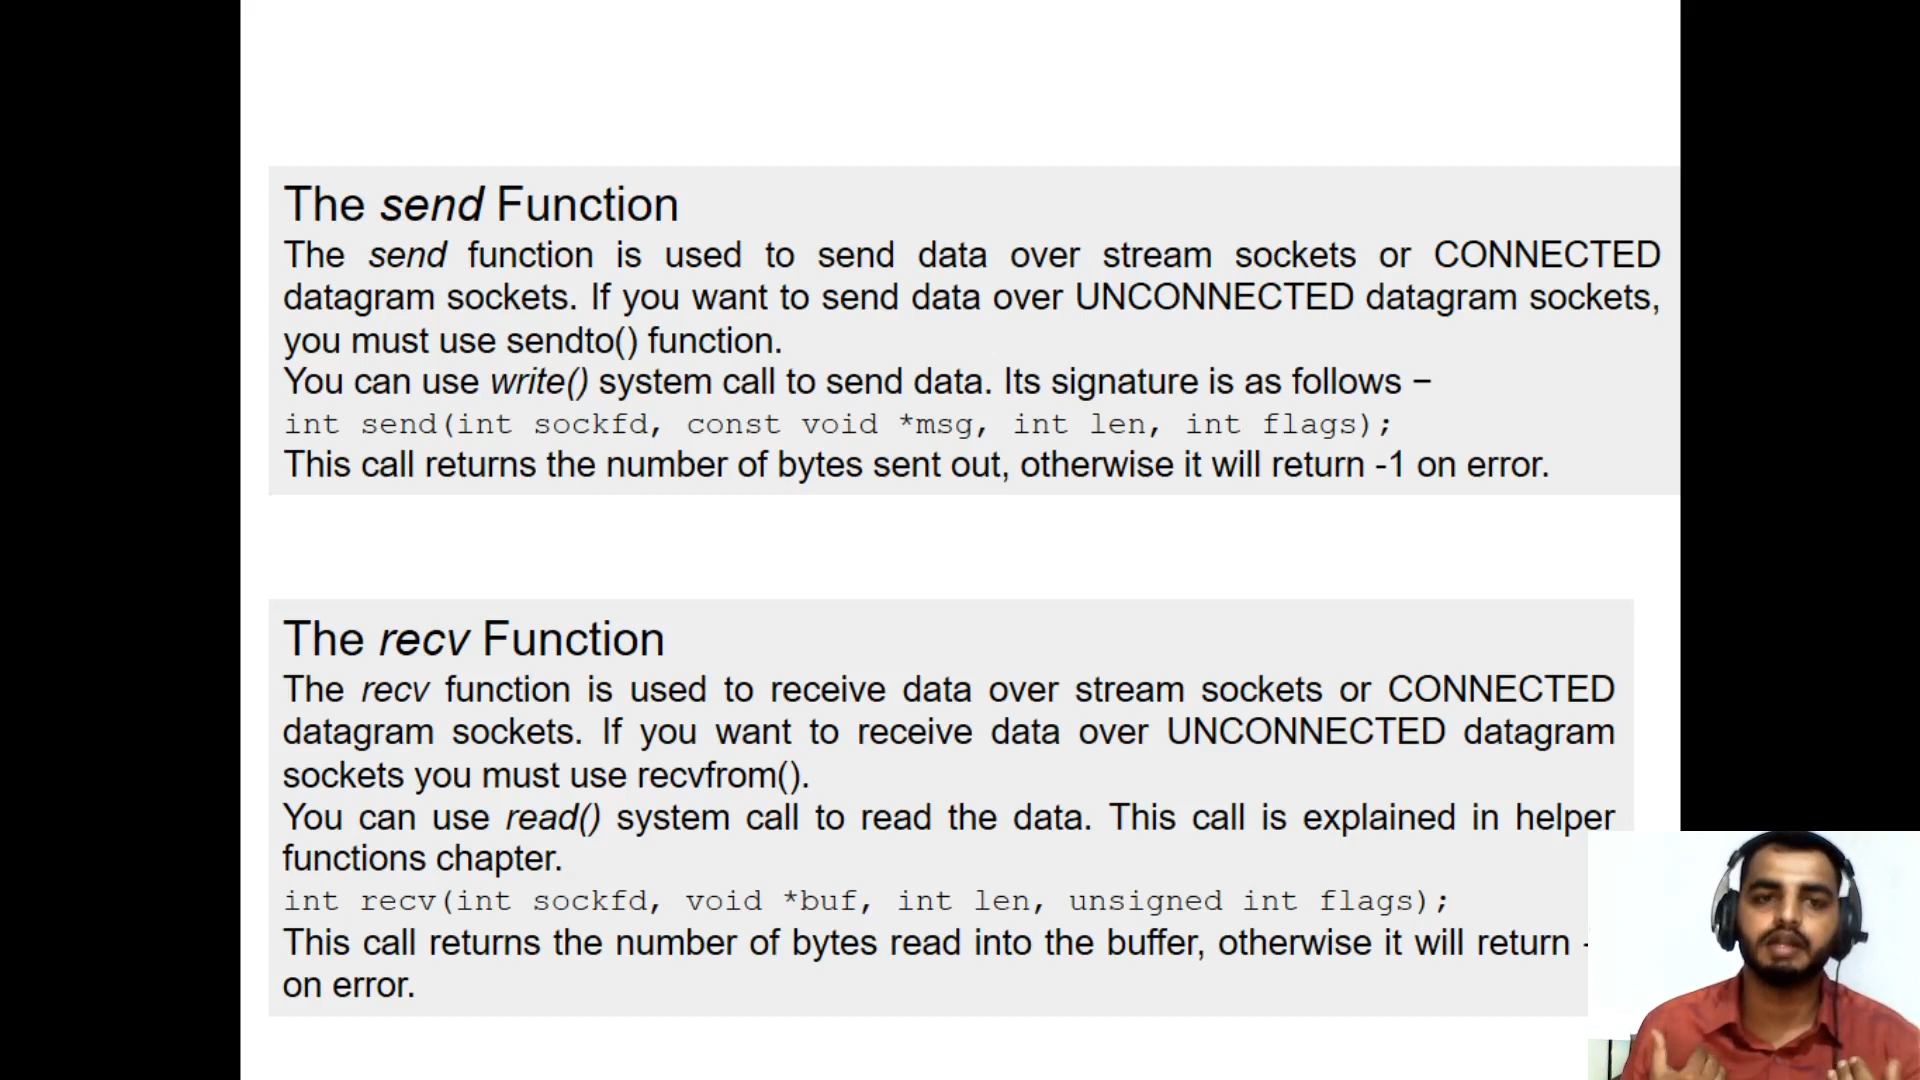 The send Function
The send function is used to send data over stream sockets or CONNECTED
datagram sockets. If you want to send data over UNCONNECTED datagram sockets,
you must use sendto() function.
You can use write() system call to send data. Its signature is as follows −
int send(int sockfd, const void *msg, int len, int flags);
This call returns the number of bytes sent out, otherwise it will return -1 on error.
The recv Function
The recv function is used to receive data over stream sockets or CONNECTED
datagram sockets. If you want to receive data over UNCONNECTED datagram
sockets you must use recvfrom().
You can use read() system call to read the data. This call is explained in helper
functions chapter.
int recv(int sockfd, void *buf, int len, unsigned int flags);
This call returns the number of bytes read into the buffer, otherwise it will return
on error.